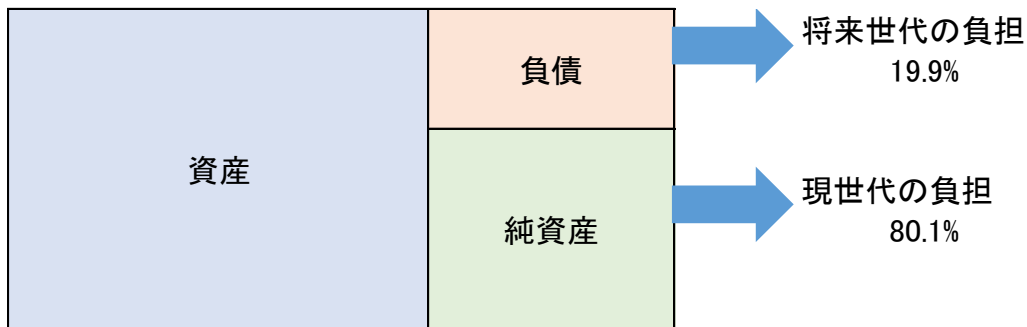 資産
負債
将来世代の負担
19.9%
純資産
現世代の負担
80.1%